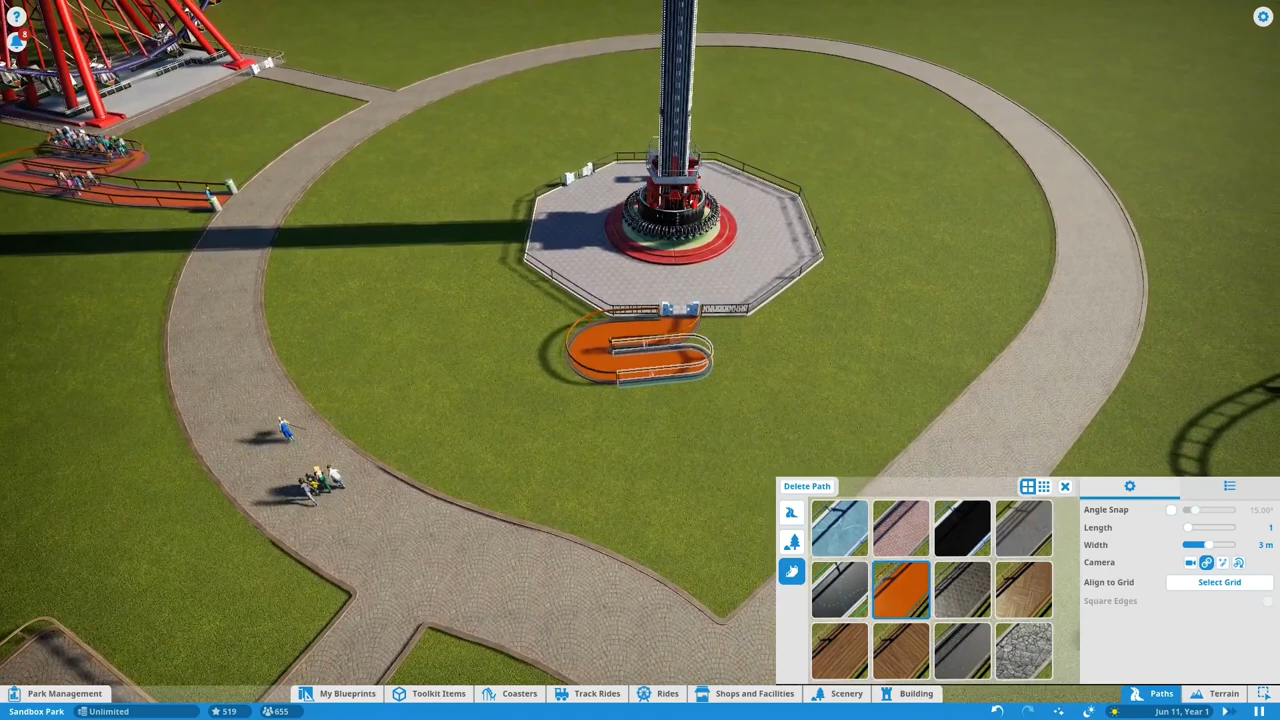 ?
8
Delete Path
Angle Snap 15.00°
Length 1
Width 3 m
Camera
Align to Grid Select Grid
Square Edges
Park Management My Blueprints Toolkit Items Coasters Track Rides Rides Shops and Facilities Scenery Building Paths Terrain
Sandbox Park Unlimited 519 655 Jun 11, Year 1